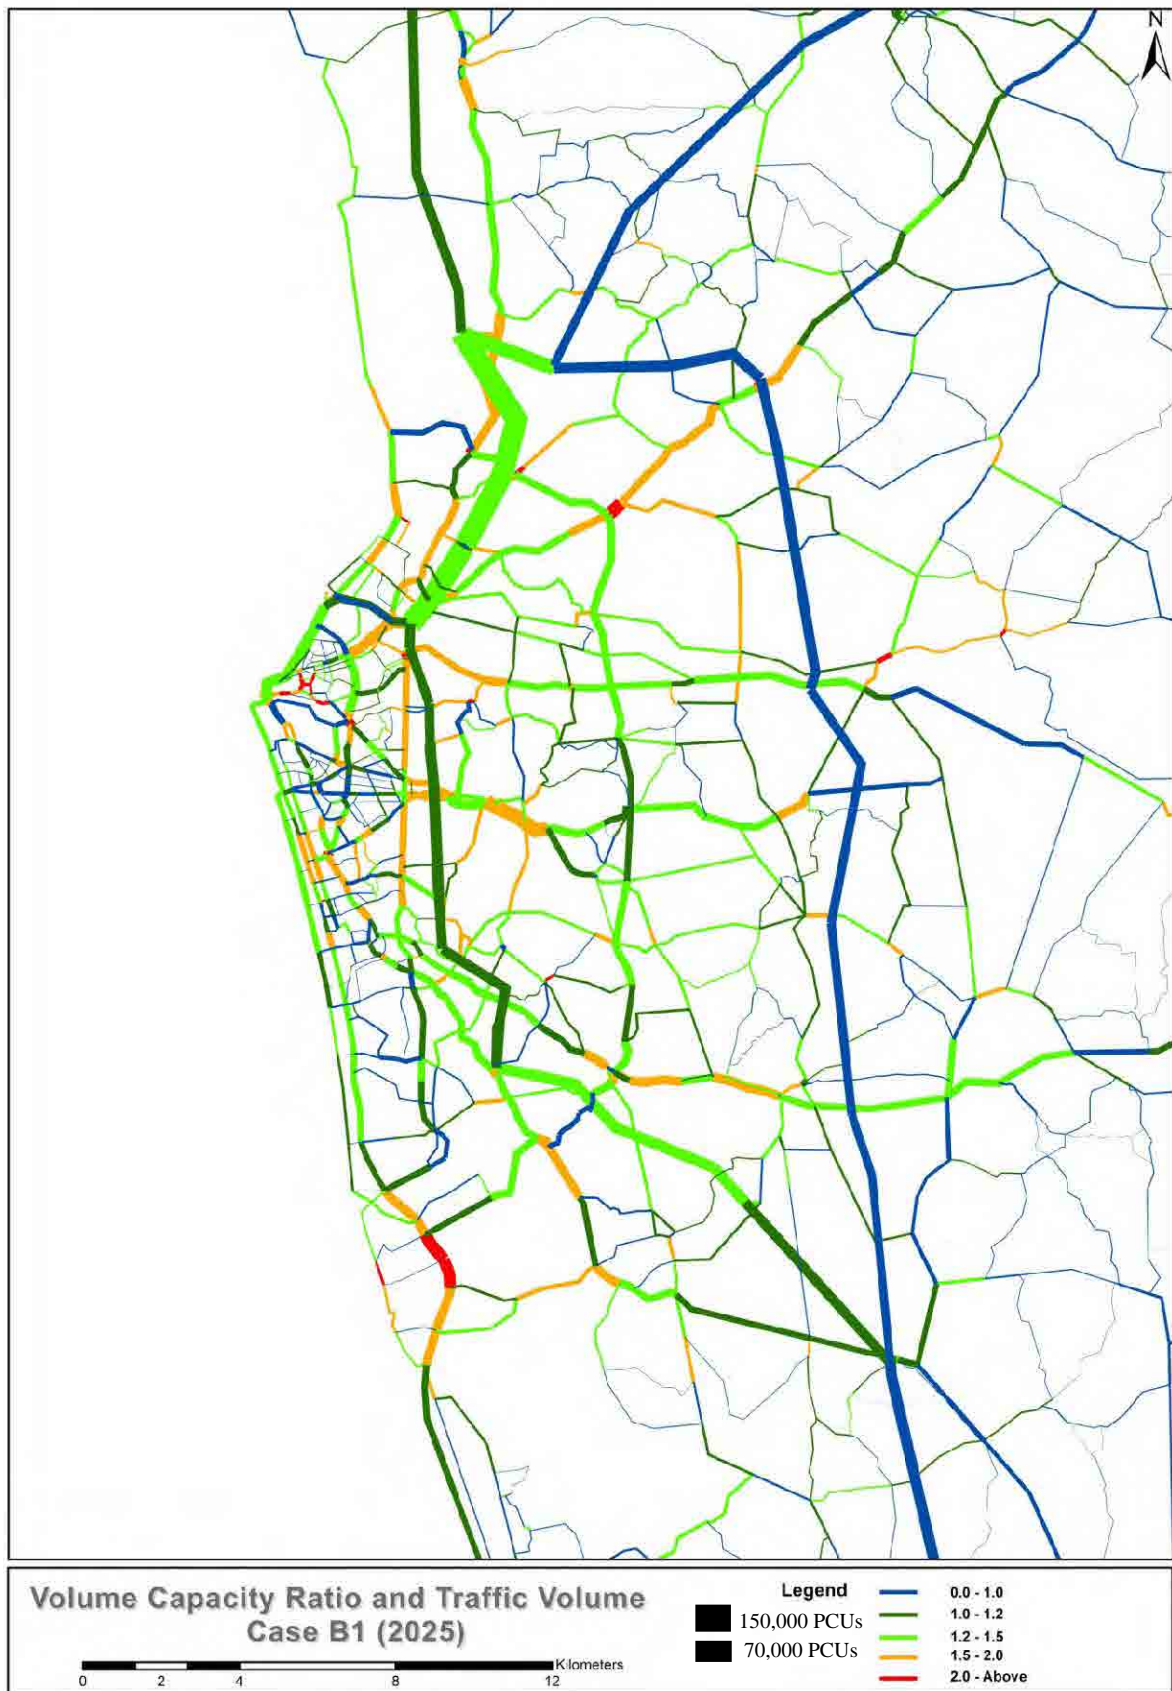 N
Volume Capacity Ratio and Traffic Volume
Case B1 (2025)
Kilometers
0 2 4 8 12
Legend
150,000 PCUs
70,000 PCUs
0.0 - 1.0
1.0 - 1.2
1.2 - 1.5
1.5 - 2.0
2.0 - Above